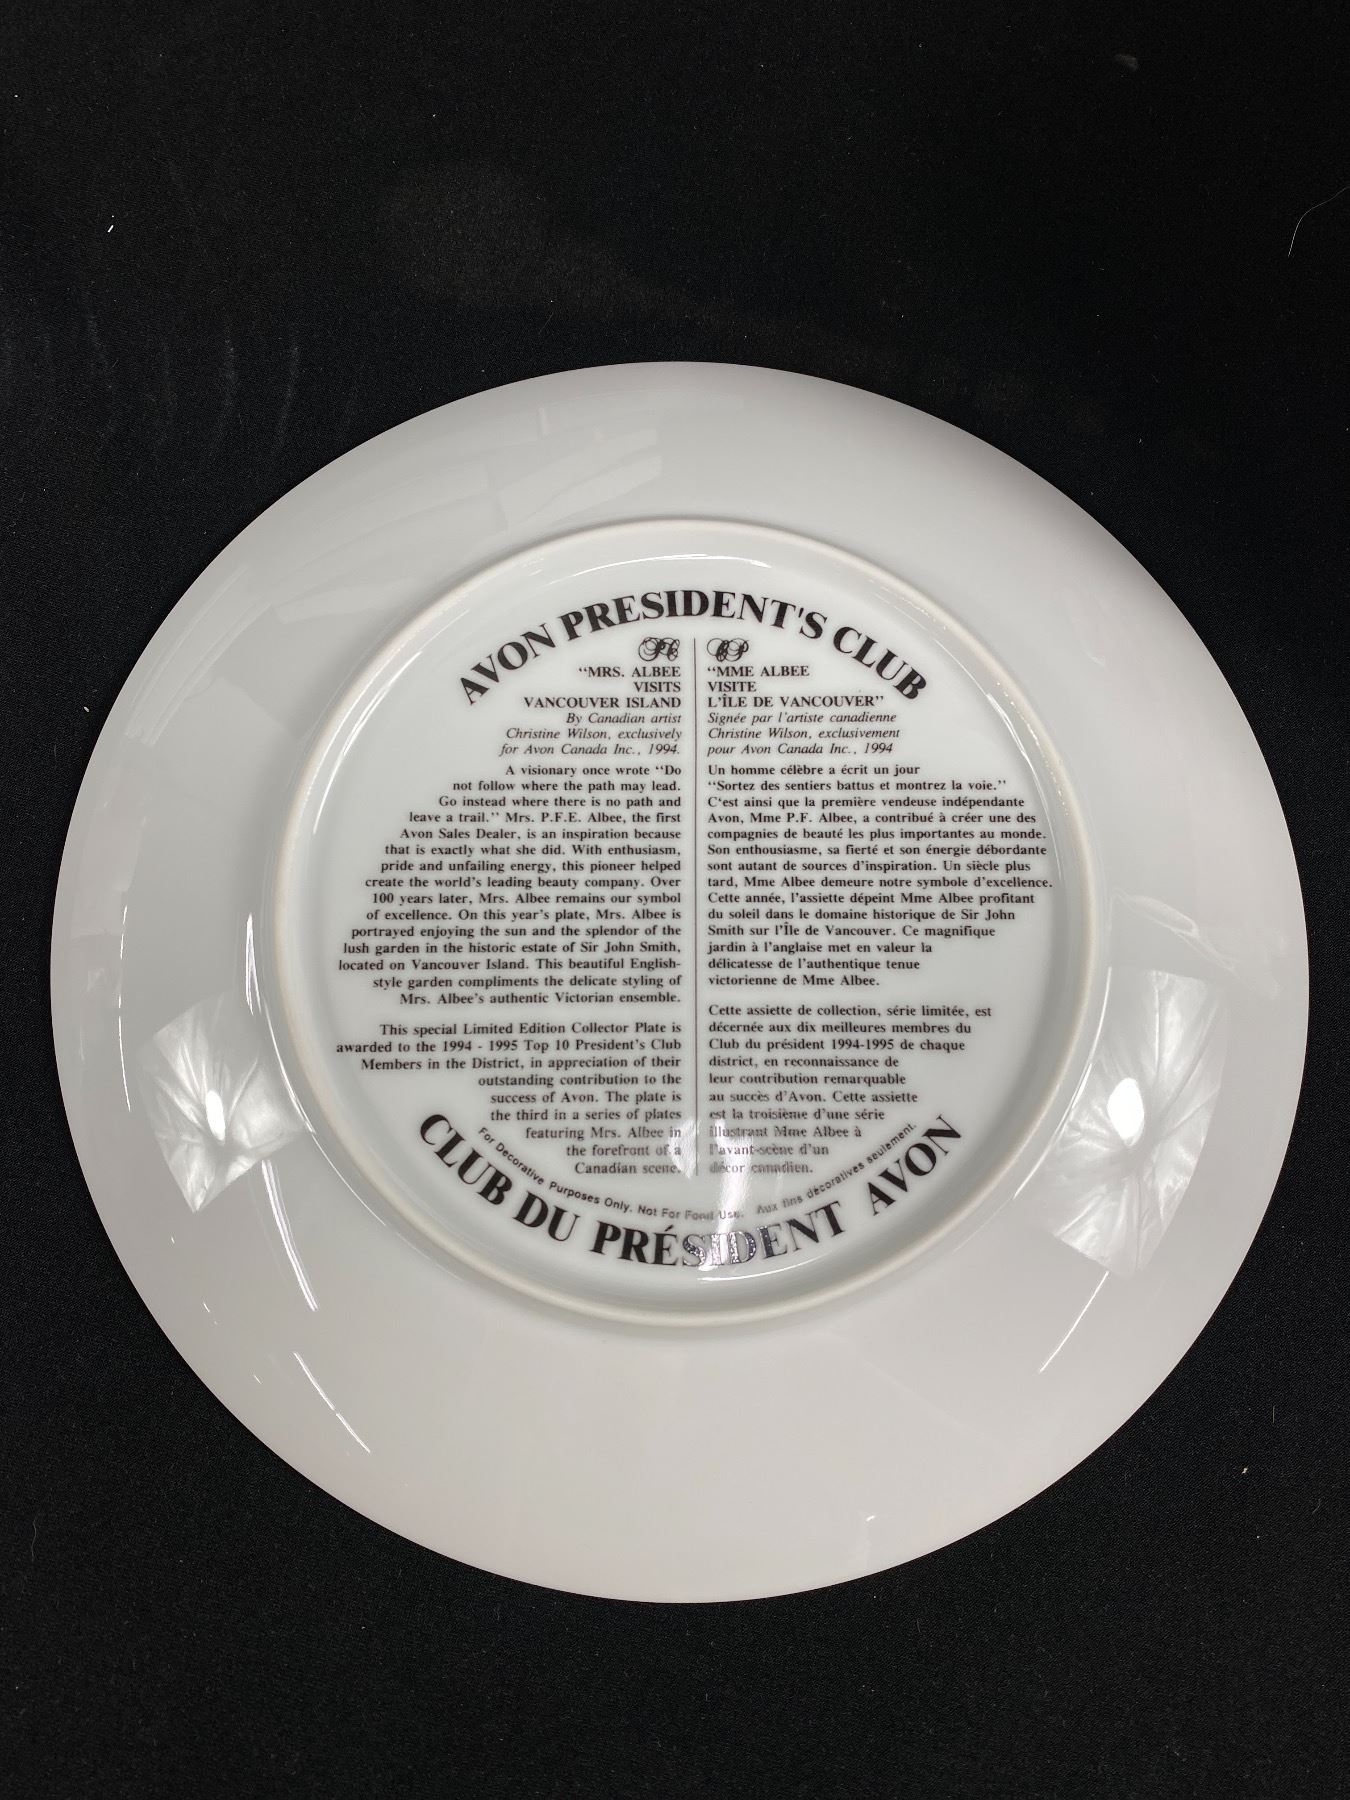 AVON PRESIDENT'S CLUB
PC
“MRS. ALBEE
VISITS
VANCOUVER ISLAND
By Canadian artist
Christine Wilson, exclusively
for Avon Canada Inc., 1994.
A visionary once wrote “Do
not follow where the path may lead.
Go instead where there is no path and
leave a trail.” Mrs. P.F.E. Albee, the first
Avon Sales Dealer, is an inspiration because
that is exactly what she did. With enthusiasm,
pride and unfailing energy, this pioneer helped
create the world's leading beauty company. Over
100 years later, Mrs. Albee remains our symbol
of excellence. On this year's plate, Mrs. Albee is
portrayed enjoying the sun and the splendor of the
lush garden in the historic estate of Sir John Smith,
located on Vancouver Island. This beautiful English-
style garden compliments the delicate styling of
Mrs. Albee's authentic Victorian ensemble.
This special Limited Edition Collector Plate is
awarded to the 1994 - 1995 Top 10 President's Club
Members in the District, in appreciation of their
outstanding contribution to the
success of Avon. The plate is
the third in a series of plates
featuring Mrs. Albee in
the forefront of a
Canadian scene.
For Decorative Purposes Only. Not For Food Use.
CP
“MME ALBEE
VISITE
L'ÎLE DE VANCOUVER”
Signée par l'artiste canadienne
Christine Wilson, exclusivement
pour Avon Canada Inc., 1994
Un homme célèbre a écrit un jour
“Sortez des sentiers battus et montrez la voie.”
C'est ainsi que la première vendeuse indépendante
Avon, Mme P.F. Albee, a contribué à créer une des
compagnies de beauté les plus importantes au monde.
Son enthousiasme, sa fierté et son énergie débordante
sont autant de sources d'inspiration. Un siècle plus
tard, Mme Albee demeure notre symbole d'excellence.
Cette année, l'assiette dépeint Mme Albee profitant
du soleil dans le domaine historique de Sir John
Smith sur l'Île de Vancouver. Ce magnifique
jardin à l'anglaise met en valeur la
délicatesse de l'authentique tenue
victorienne de Mme Albee.
Cette assiette de collection, série limitée, est
décernée aux dix meilleures membres du
Club du président 1994-1995 de chaque
district, en reconnaissance de
leur contribution remarquable
au succès d'Avon. Cette assiette
est la troisième d'une série
illustrant Mme Albee à
l'avant-scène d'un
décor canadien.
Aux fins décoratives seulement.
CLUB DU PRÉSIDENT AVON